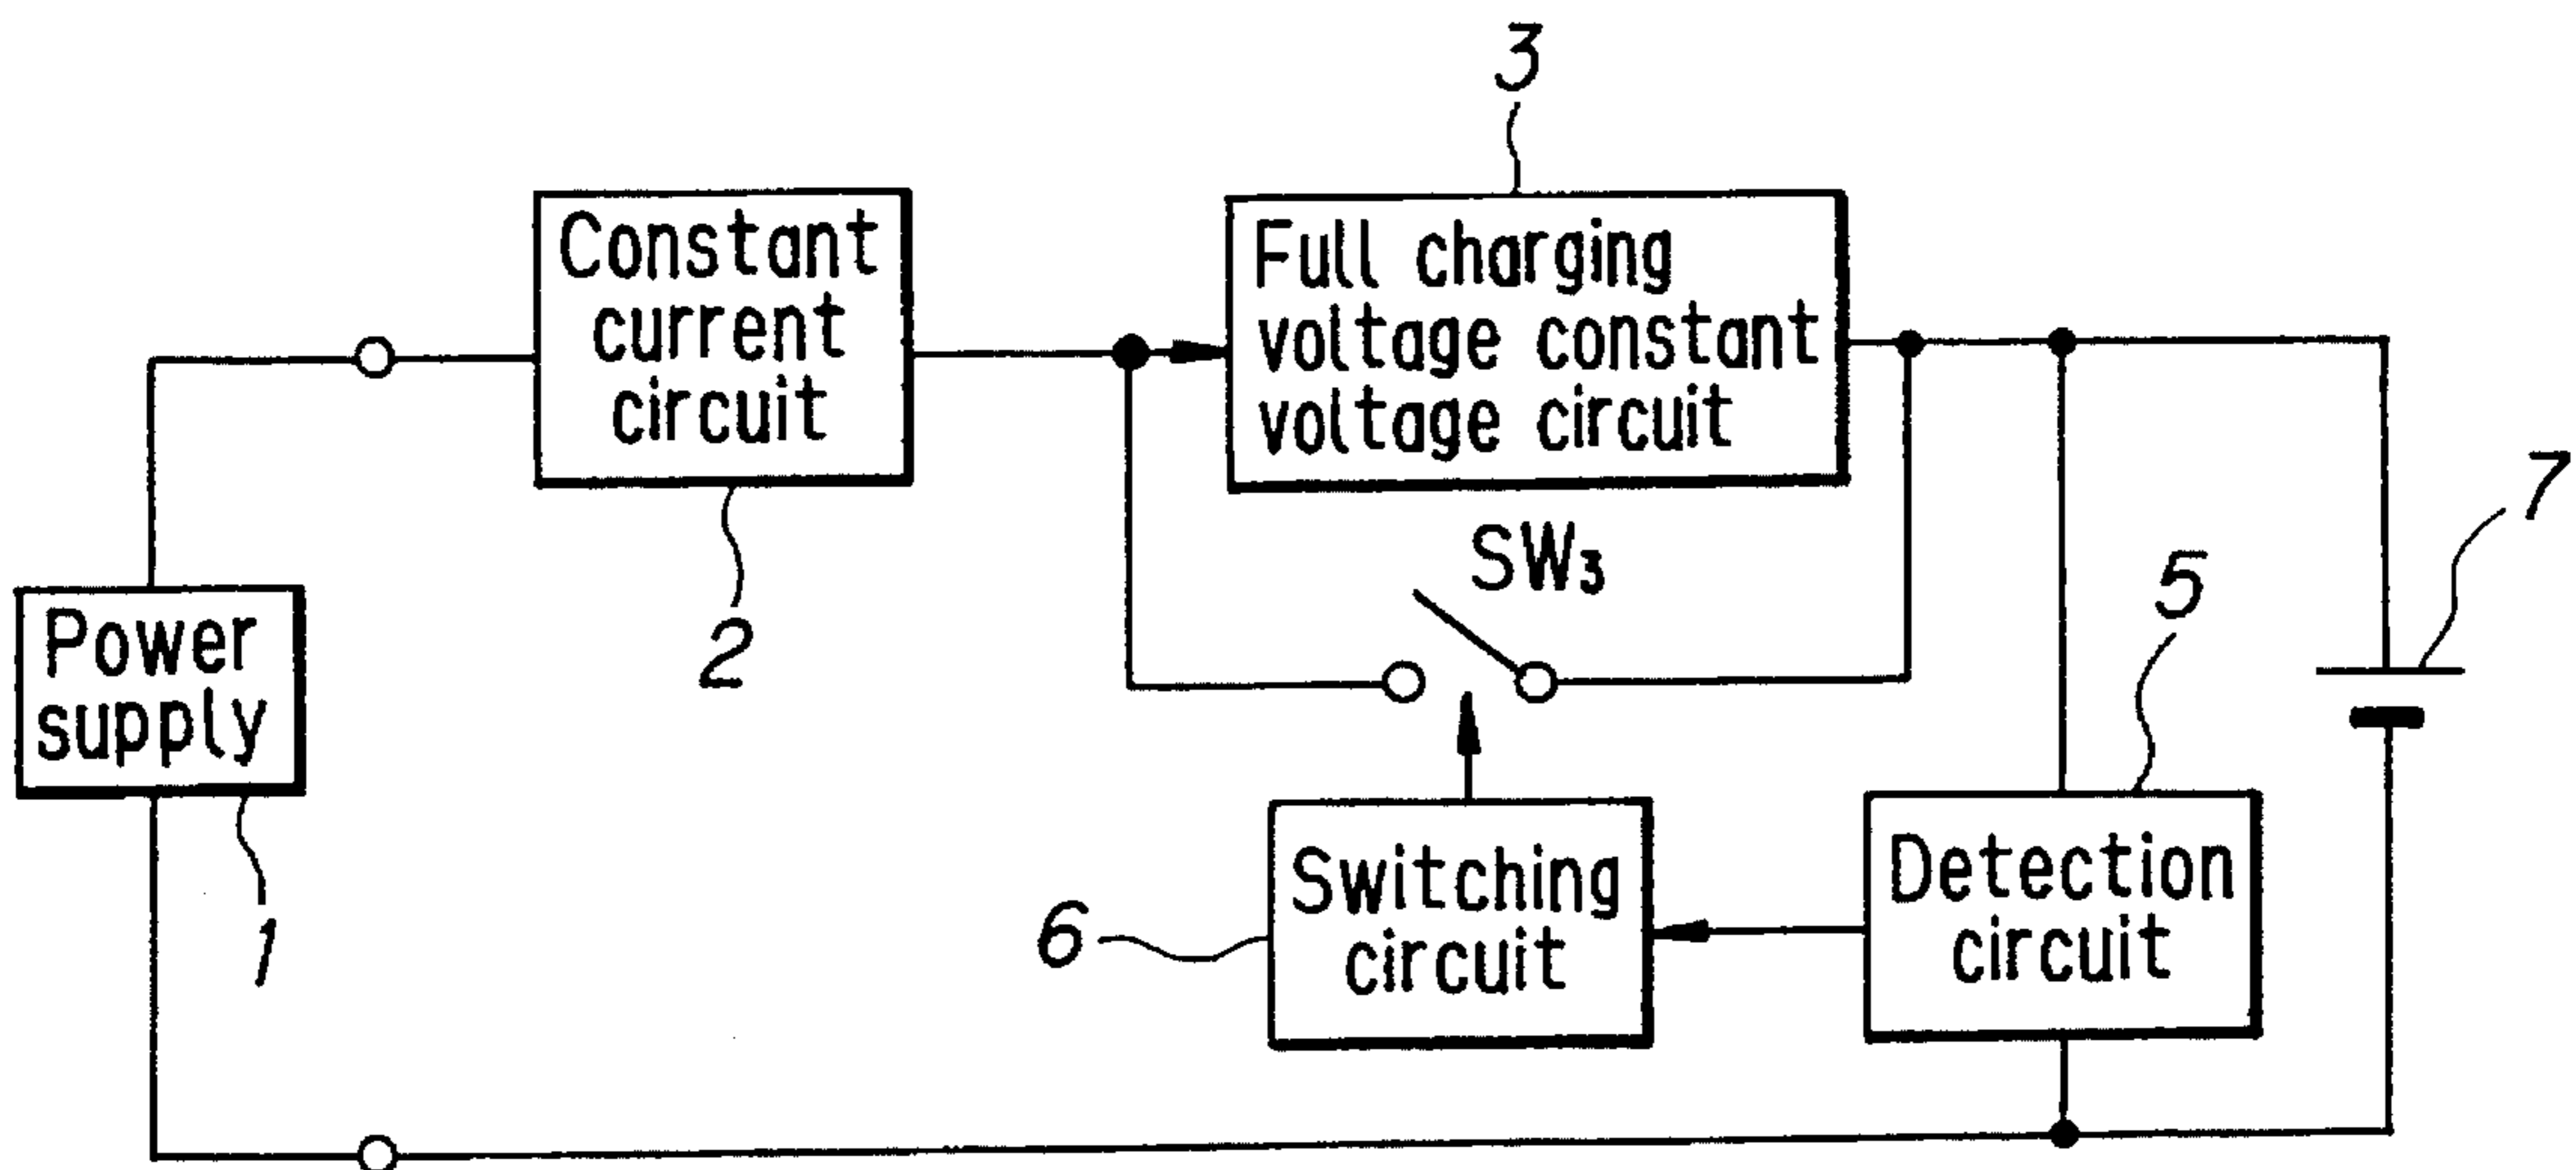 3
Constant
current
circuit
Full charging
voltage constant
voltage circuit
7
SW3
5
2
Power
supply
1
6
Switching
circuit
Detection
circuit